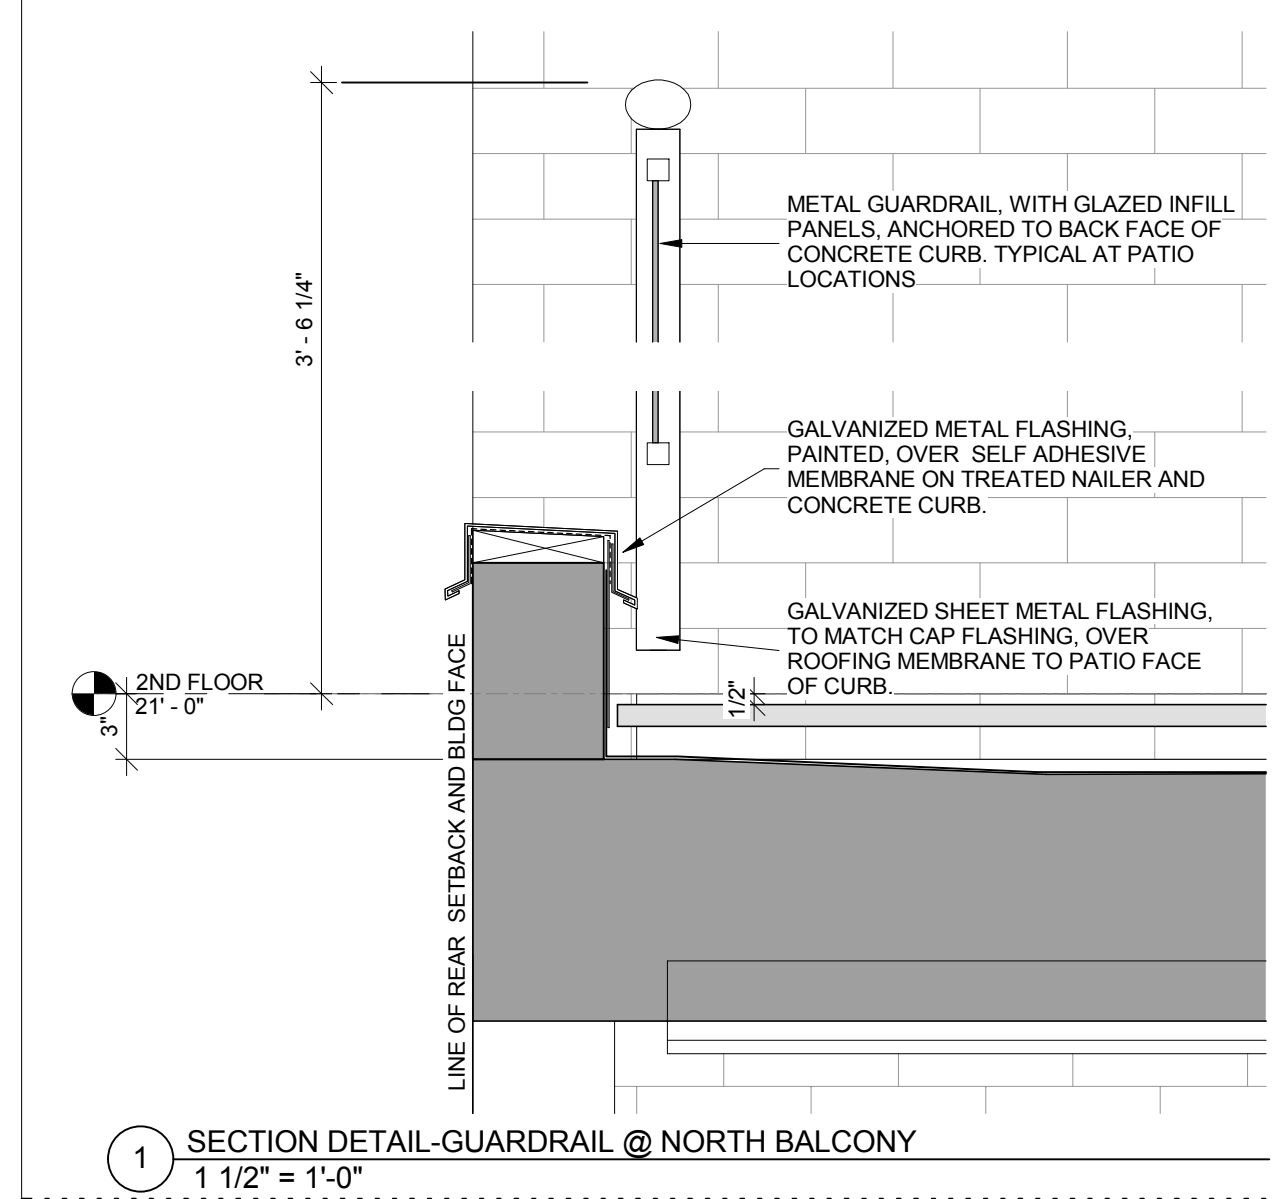 METAL GUARDRAIL, WITH GLAZED INFILL
PANELS, ANCHORED TO BACK FACE OF
CONCRETE CURB. TYPICAL AT PATIO
LOCATIONS
3' - 6 1/4"
GALVANIZED METAL FLASHING,
PAINTED, OVER SELF ADHESIVE
MEMBRANE ON TREATED NAILER AND
CONCRETE CURB.
GALVANIZED SHEET METAL FLASHING,
TO MATCH CAP FLASHING, OVER
ROOFING MEMBRANE TO PATIO FACE
OF CURB.
2ND FLOOR
21' - 0"
3"
1/2"
LINE OF REAR SETBACK AND BLDG FACE
1
SECTION DETAIL-GUARDRAIL @ NORTH BALCONY
1 1/2" = 1'-0"